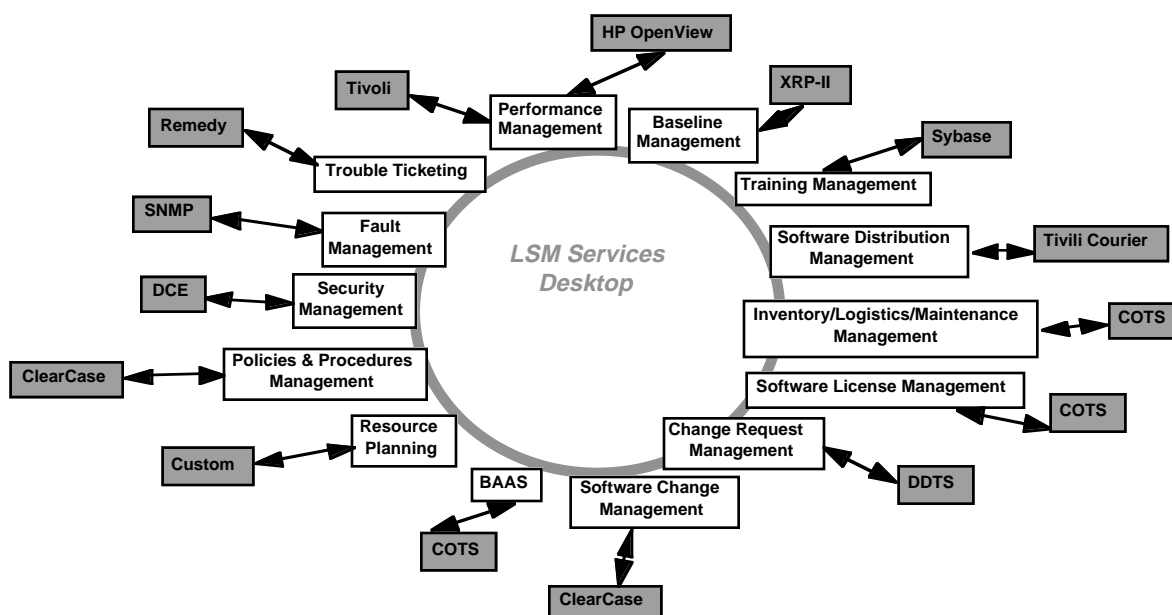 HP OpenView
Tivoli
XRP-II
Performance
Management
Baseline
Management
Remedy
Sybase
Trouble Ticketing
Training Management
SNMP
Fault
Management
LSM Services
Desktop
Software Distribution
Management
Tivili Courier
DCE
Security
Management
Inventory/Logistics/Maintenance
Management
COTS
ClearCase
Policies & Procedures
Management
Software License Management
COTS
Resource
Planning
Change Request
Management
Custom
BAAS
Software Change
Management
DDTS
COTS
ClearCase